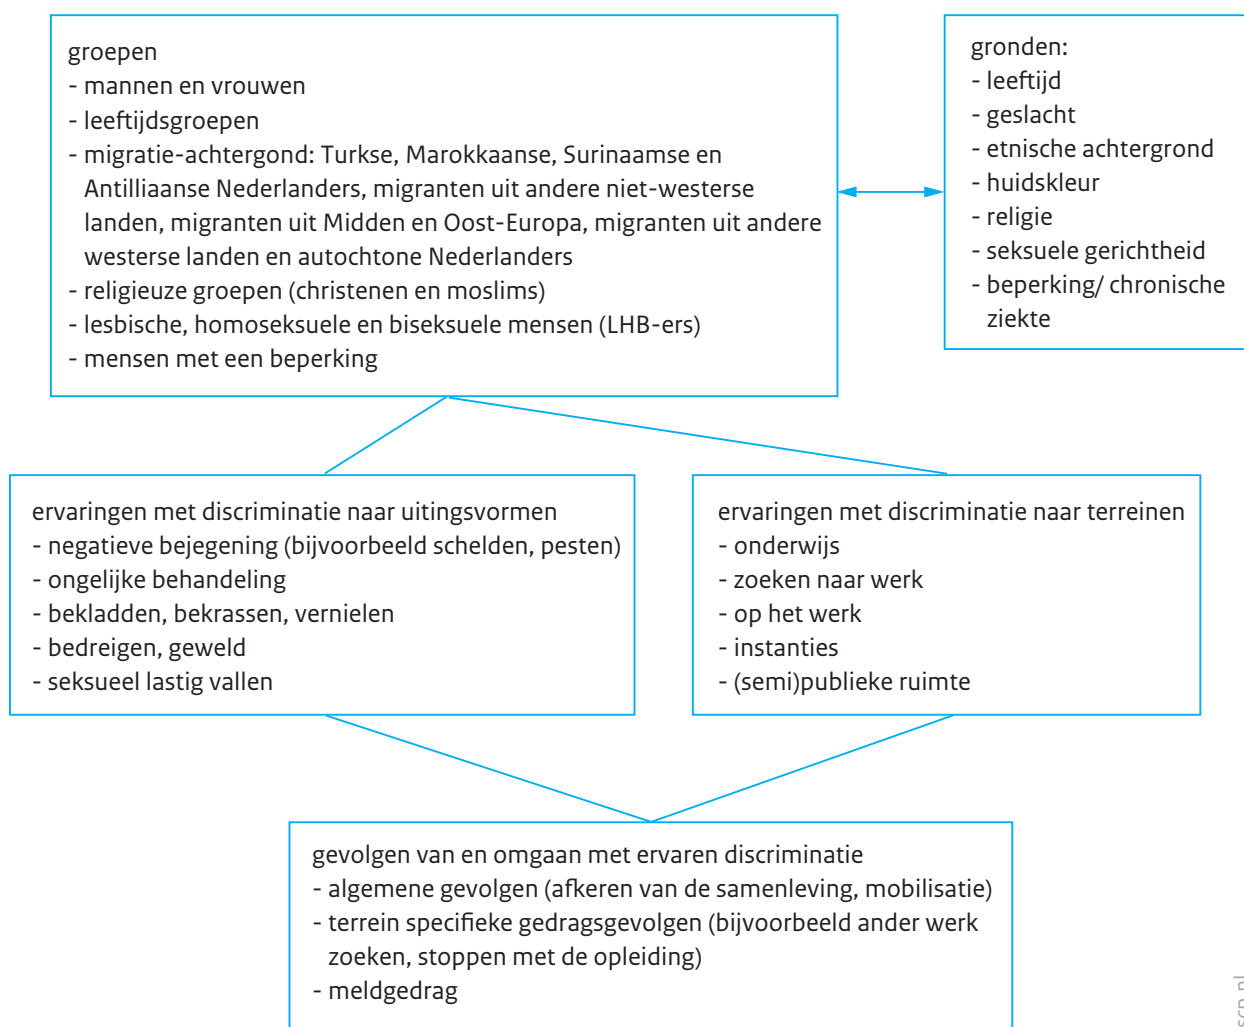 groepen
- mannen en vrouwen
- leeftijdsgroepen
- migratie-achtergond: Turkse, Marokkaanse, Surinaamse en
Antilliaanse Nederlanders, migranten uit andere niet-westerse
landen, migranten uit Midden en Oost-Europa, migranten uit andere
westerse landen en autochtone Nederlanders
- religieuze groepen (christenen en moslims)
- lesbische, homoseksuele en biseksuele mensen (LHB-ers)
- mensen met een beperking
gronden:
- leeftijd
- geslacht
- etnische achtergrond
- huidskleur
- religie
- seksuele gerichtheid
- beperking/ chronische
ziekte
ervaringen met discriminatie naar uitingsvormen
- negatieve bejegening (bijvoorbeeld schelden, pesten)
- ongelijke behandeling
- bekladden, bekrassen, vernielen
- bedreigen, geweld
- seksueel lastig vallen
ervaringen met discriminatie naar terreinen
- onderwijs
- zoeken naar werk
- op het werk
- instanties
- (semi)publieke ruimte
gevolgen van en omgaan met ervaren discriminatie
- algemene gevolgen (afkeren van de samenleving, mobilisatie)
- terrein specifieke gedragsgevolgen (bijvoorbeeld ander werk
zoeken, stoppen met de opleiding)
- meldgedrag
scp.nl